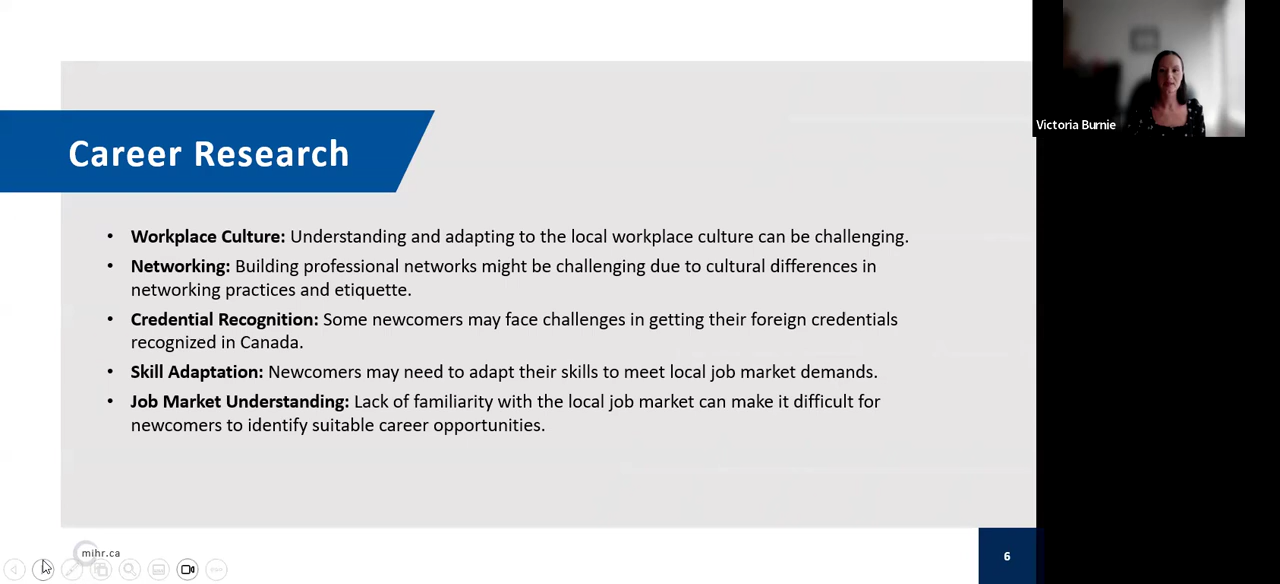 Career Research
• Workplace Culture: Understanding and adapting to the local workplace culture can be challenging.
• Networking: Building professional networks might be challenging due to cultural differences in
networking practices and etiquette.
• Credential Recognition: Some newcomers may face challenges in getting their foreign credentials
recognized in Canada.
• Skill Adaptation: Newcomers may need to adapt their skills to meet local job market demands.
• Job Market Understanding: Lack of familiarity with the local job market can make it difficult for
newcomers to identify suitable career opportunities.
Victoria Burnie
mihr.ca
6